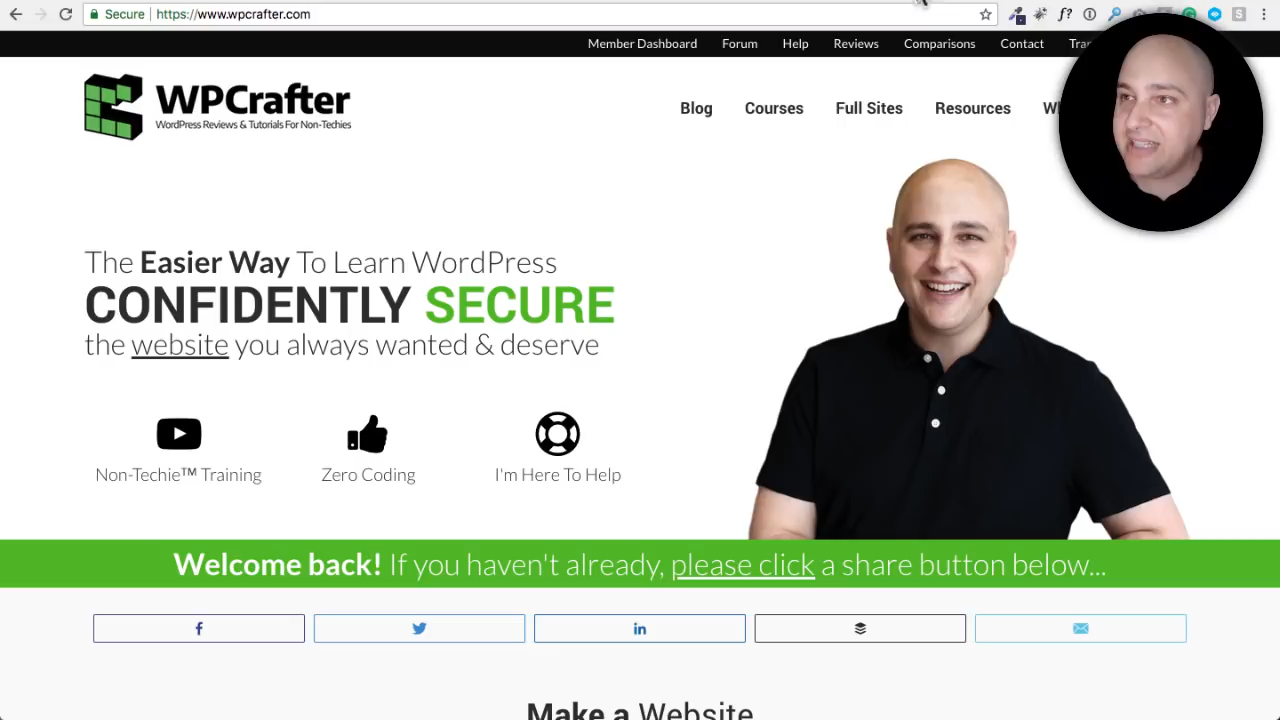 Secure https://www.wpcrafter.com
Member Dashboard Forum Help Reviews Comparisons Contact
WPCrafter
WordPress Reviews & Tutorials For Non-Techies
Blog Courses Full Sites Resources
The Easier Way To Learn WordPress
CONFIDENTLY SECURE
the website you always wanted & deserve
Non-Techie™ Training Zero Coding I'm Here To Help
Welcome back! If you haven't already, please click a share button below...
Make a Website